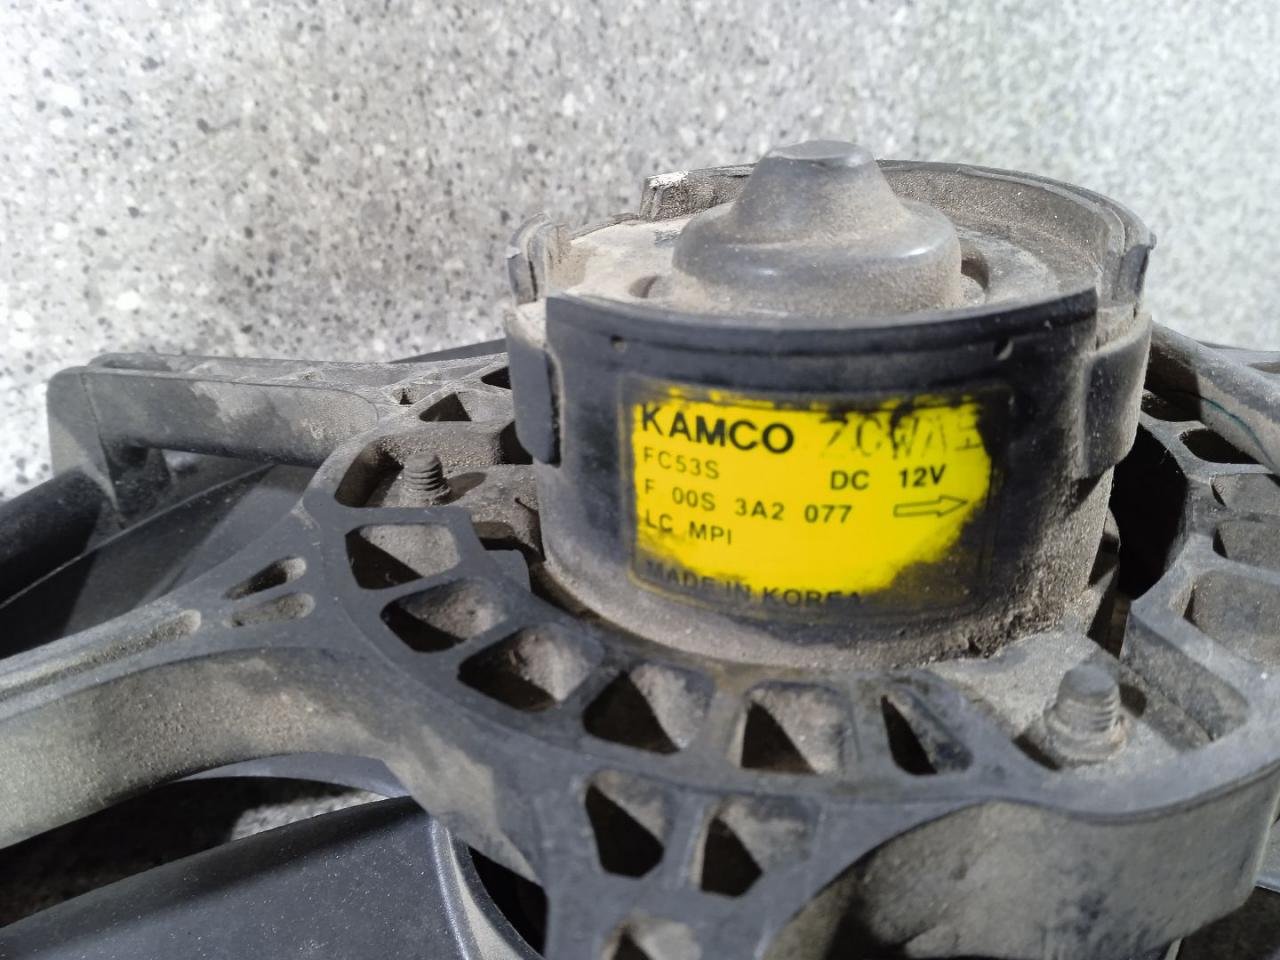 KAMCO
FC53S
DC 12V
F 00S 3A2 077
LC MPI
MADE IN KOREA